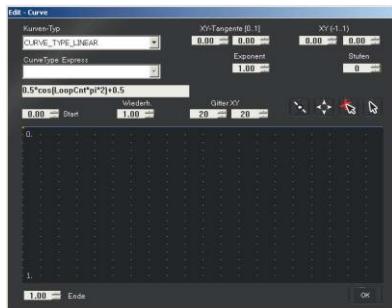 Edit - Curve
Kurven-Typ
XY-Tangente [0..1]
XY (-1..1)
CURVE_TYPE_LINEAR
0.00 0.00
0.00 0.00
CurveType Express
Exponent
Stufen
1.00
0
0.5*cos(LoopCnt*pi*2)+0.5
Wiederh.
Gitter XY
0.00 Start
1.00
20 20
0.
1.
1.00 Ende
OK